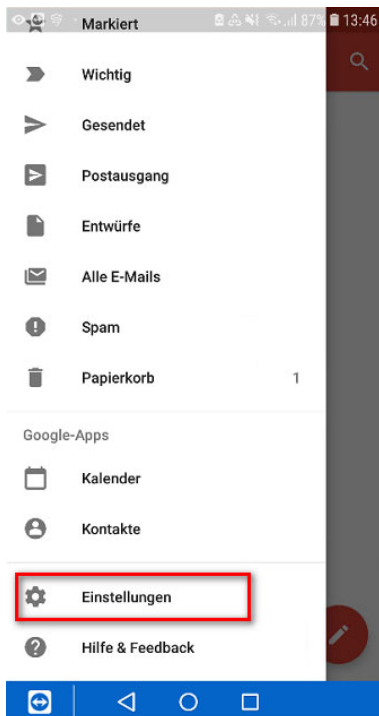 87% 13:46
Markiert
Wichtig
Gesendet
Postausgang
Entwürfe
Alle E-Mails
Spam
Papierkorb 1
Google-Apps
Kalender
Kontakte
Einstellungen
Hilfe & Feedback